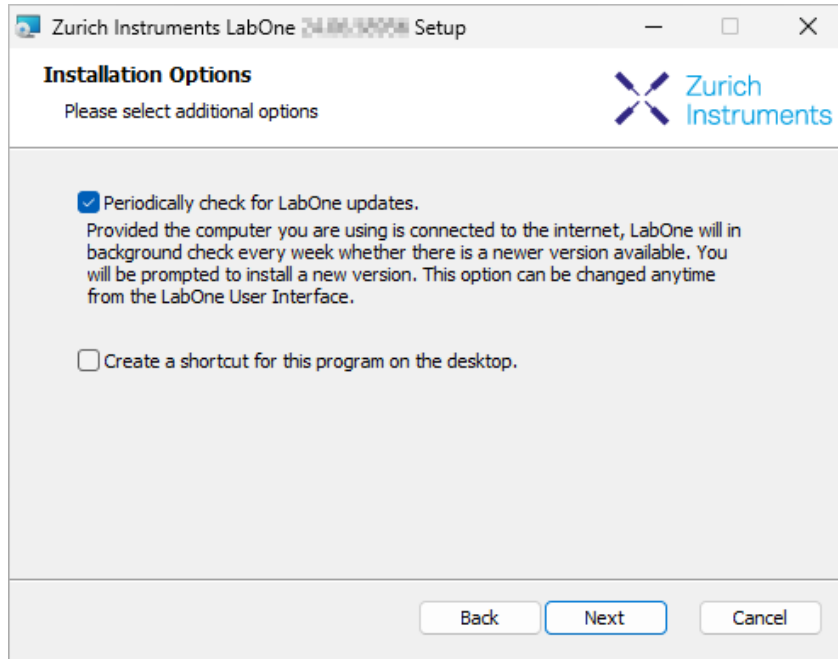 Zurich Instruments LabOne Setup
Installation Options
Please select additional options
Zurich
Instruments
Periodically check for LabOne updates.
Provided the computer you are using is connected to the internet, LabOne will in
background check every week whether there is a newer version available. You
will be prompted to install a new version. This option can be changed anytime
from the LabOne User Interface.
Create a shortcut for this program on the desktop.
Back Next Cancel